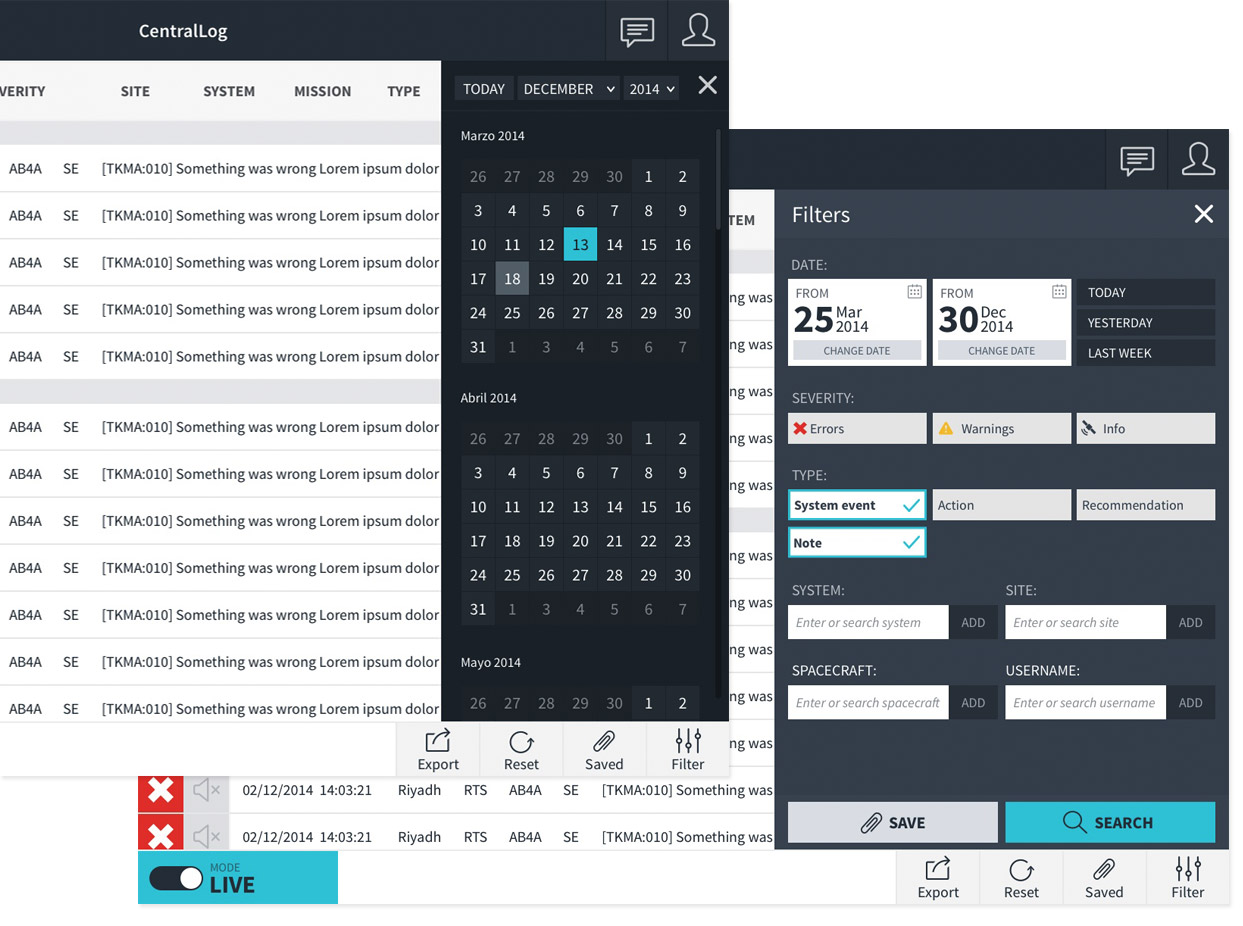 CentralLog
VERITY SITE SYSTEM MISSION TYPE
AB4A SE [TKMA:010] Something was wrong Lorem ipsum dolor
AB4A SE [TKMA:010] Something was wrong Lorem ipsum dolor
AB4A SE [TKMA:010] Something was wrong Lorem ipsum dolor
AB4A SE [TKMA:010] Something was wrong Lorem ipsum dolor
AB4A SE [TKMA:010] Something was wrong Lorem ipsum dolor
AB4A SE [TKMA:010] Something was wrong Lorem ipsum dolor
AB4A SE [TKMA:010] Something was wrong Lorem ipsum dolor
AB4A SE [TKMA:010] Something was wrong Lorem ipsum dolor
AB4A SE [TKMA:010] Something was wrong Lorem ipsum dolor
AB4A SE [TKMA:010] Something was wrong Lorem ipsum dolor
AB4A SE [TKMA:010] Something was wrong Lorem ipsum dolor
AB4A SE [TKMA:010] Something was wrong Lorem ipsum dolor
TODAY DECEMBER 2014
Marzo 2014
26 27 28 29 30 1 2
3 4 5 6 7 8 9
10 11 12 13 14 15 16
17 18 19 20 21 22 23
24 25 26 27 28 29 30
31 1 3 4 5 6 7
Abril 2014
26 27 28 29 30 1 2
3 4 5 6 7 8 9
10 11 12 13 14 15 16
17 18 19 20 21 22 23
24 25 26 27 28 29 30
31 1 3 4 5 6 7
Mayo 2014
26 27 28 29 30 1 2
Export Reset Saved Filter
TEM
ng was
ng was
ng was
ng was
ng was
ng was
ng was
ng was
ng was
ng was
02/12/2014 14:03:21 Riyadh RTS AB4A SE [TKMA:010] Something was
02/12/2014 14:03:21 Riyadh RTS AB4A SE [TKMA:010] Something was
Filters
DATE:
FROM
25 Mar
2014
CHANGE DATE
FROM
30 Dec
2014
CHANGE DATE
TODAY
YESTERDAY
LAST WEEK
SEVERITY:
Errors Warnings Info
TYPE:
System event Action Recommendation
Note
SYSTEM: SITE:
Enter or search system ADD Enter or search site ADD
SPACECRAFT: USERNAME:
Enter or search spacecraft ADD Enter or search username ADD
SAVE SEARCH
MODE
LIVE
Export Reset Saved Filter